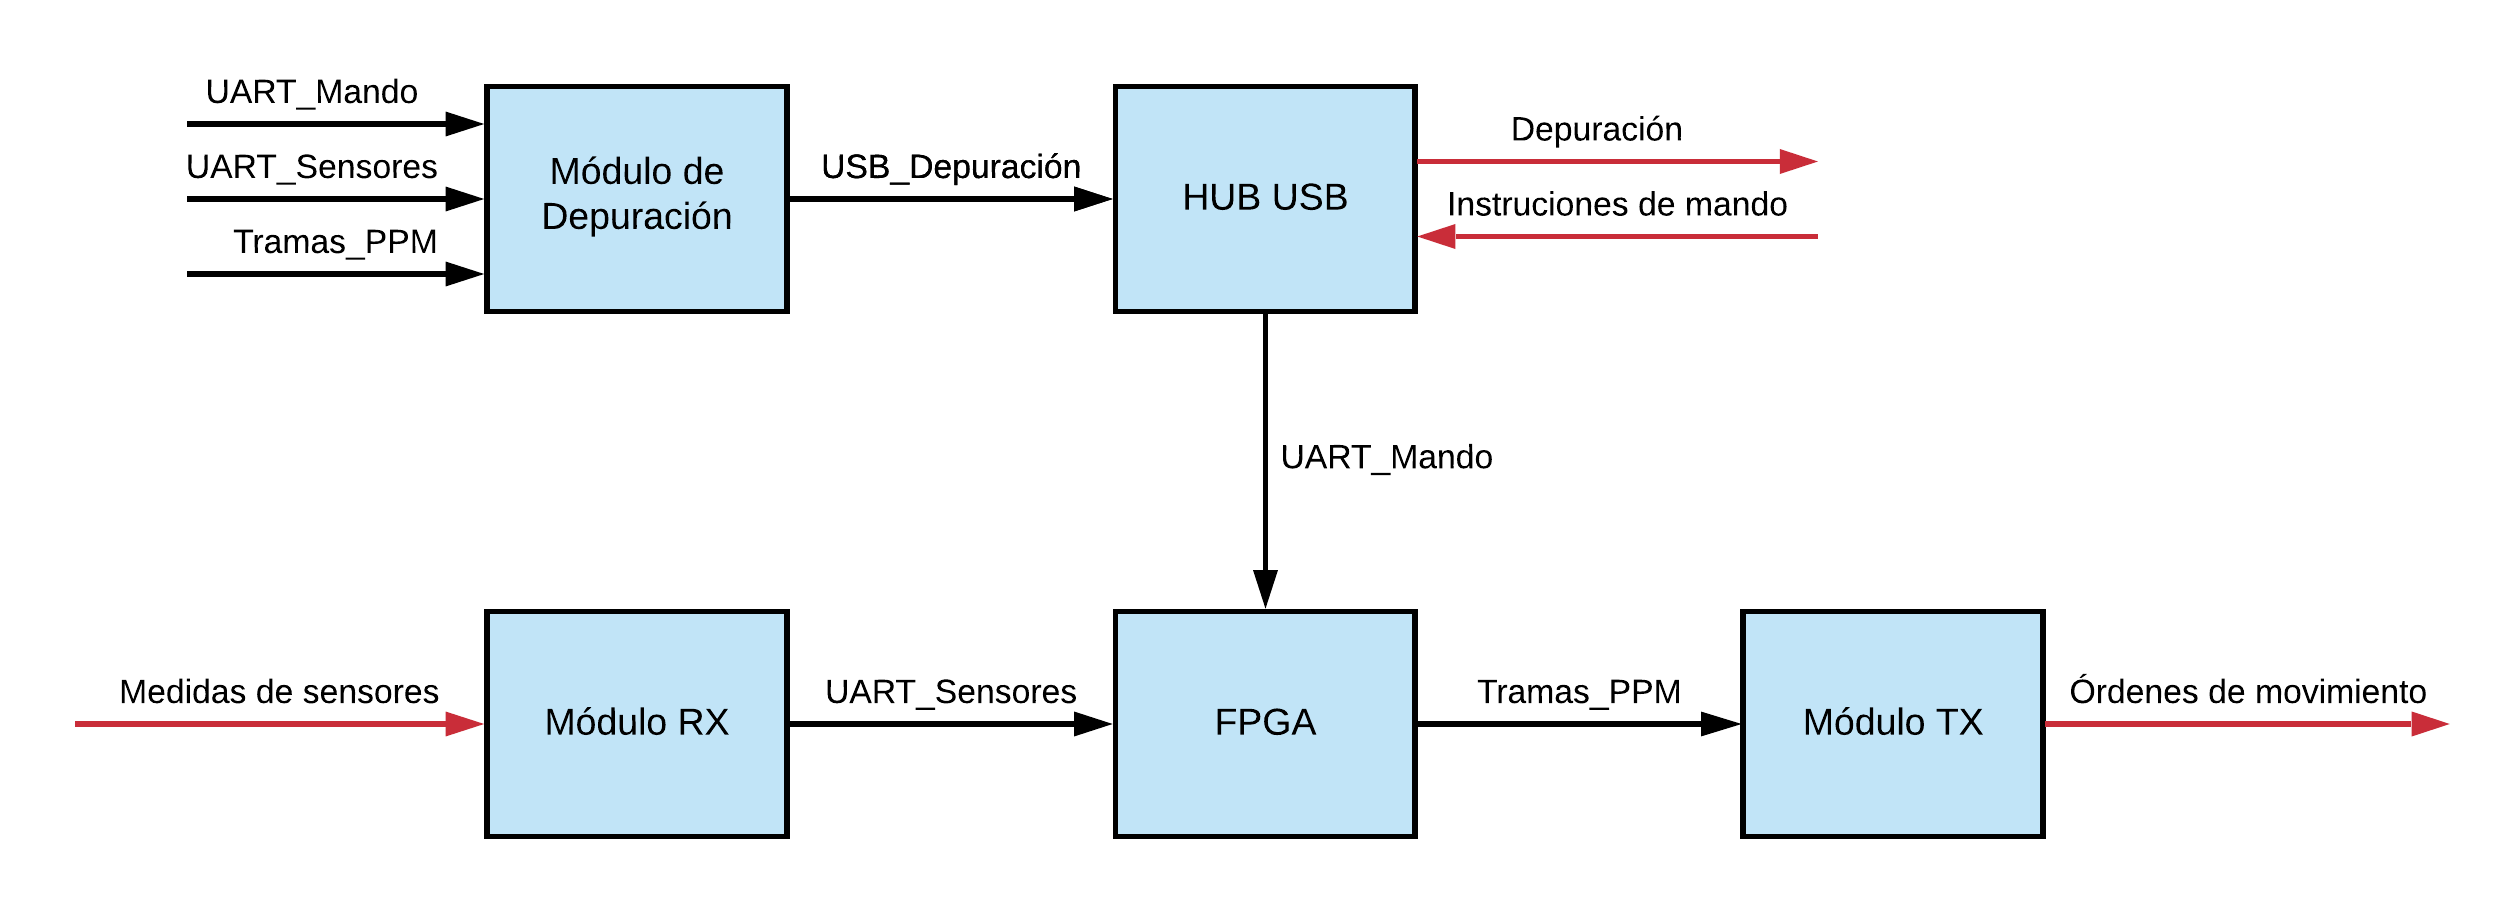 UART_Mando
UART_Sensores
Tramas_PPM
Módulo de
Depuración
USB_Depuración
HUB USB
Depuración
Instruciones de mando
UART_Mando
Medidas de sensores
Módulo RX
UART_Sensores
FPGA
Tramas_PPM
Módulo TX
Órdenes de movimiento